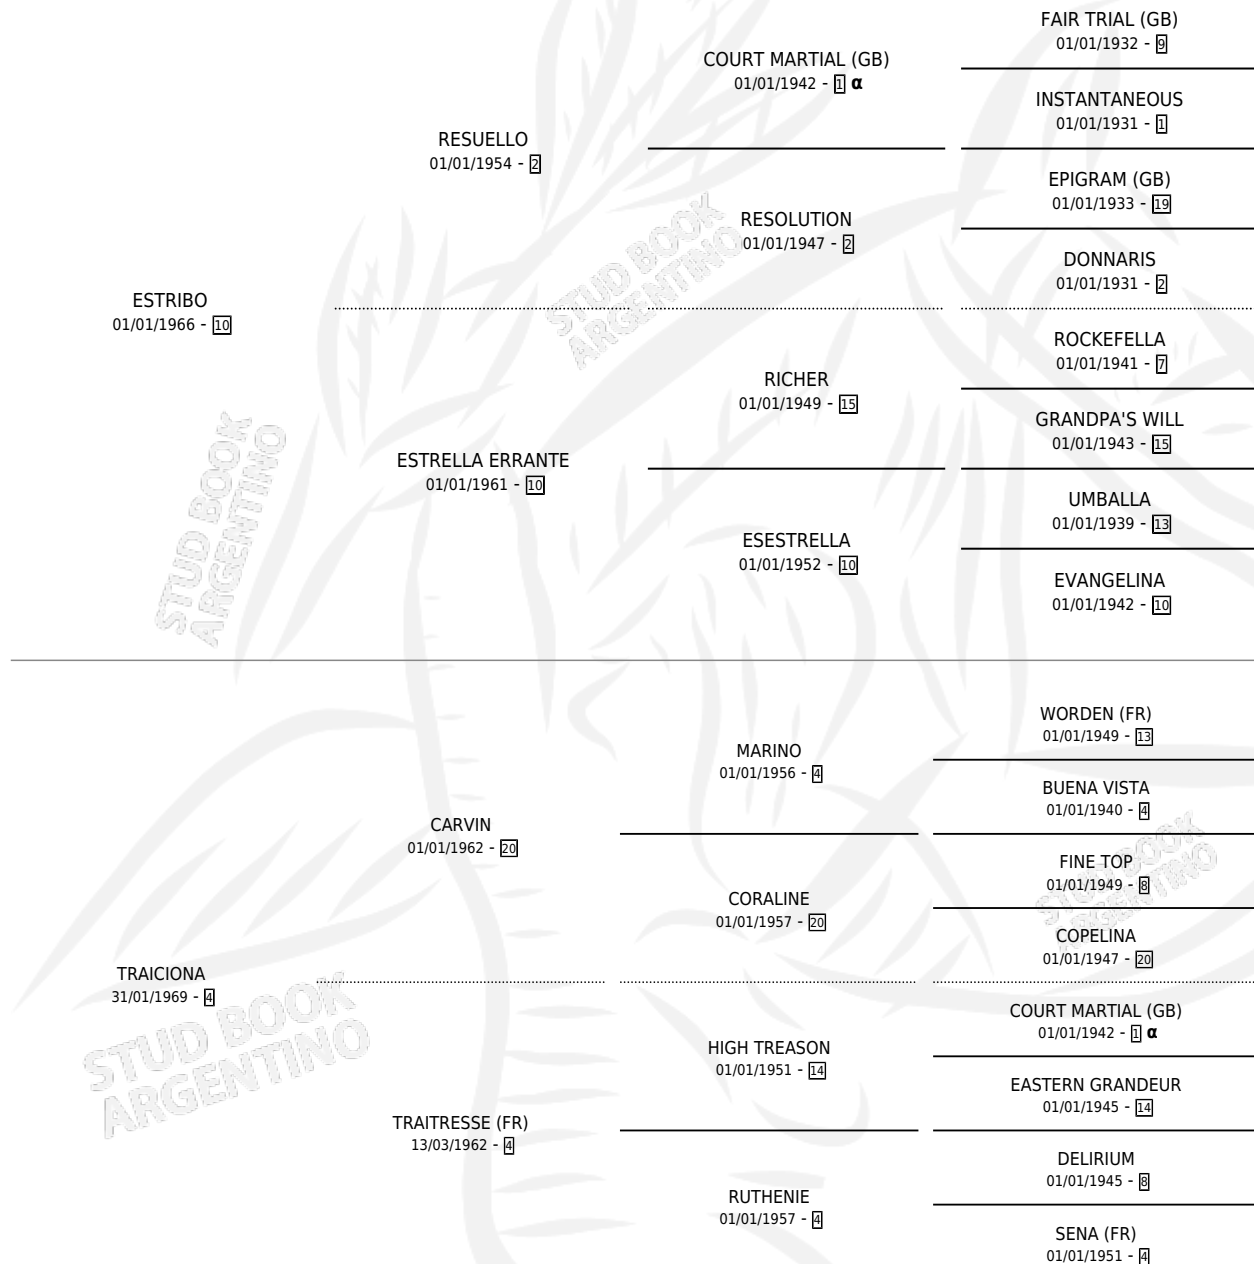 FAIR TRIAL (GB)
01/01/1932 - 9
COURT MARTIAL (GB)
01/01/1942 - 1 α
INSTANTANEOUS
01/01/1931 - 1
RESUELLO
01/01/1954 - 2
EPIGRAM (GB)
01/01/1933 - 19
RESOLUTION
01/01/1947 - 2
DONNARIS
01/01/1931 - 2
ESTRIBO
01/01/1966 - 10
ROCKEFELLA
01/01/1941 - 7
RICHER
01/01/1949 - 15
GRANDPA'S WILL
01/01/1943 - 15
ESTRELLA ERRANTE
01/01/1961 - 10
UMBALLA
01/01/1939 - 13
ESESTRELLA
01/01/1952 - 10
EVANGELINA
01/01/1942 - 10
WORDEN (FR)
01/01/1949 - 13
MARINO
01/01/1956 - 4
BUENA VISTA
01/01/1940 - 4
CARVIN
01/01/1962 - 20
FINE TOP
01/01/1949 - 8
CORALINE
01/01/1957 - 20
COPELINA
01/01/1947 - 20
TRAICIONA
31/01/1969 - 4
COURT MARTIAL (GB)
01/01/1942 - 1 α
HIGH TREASON
01/01/1951 - 14
EASTERN GRANDEUR
01/01/1945 - 14
TRAITRESSE (FR)
13/03/1962 - 4
DELIRIUM
01/01/1945 - 8
RUTHENIE
01/01/1957 - 4
SENA (FR)
01/01/1951 - 4
STUD BOOK
ARGENTINO
STUD BOOK
ARGENTINO
STUD BOOK
ARGENTINO
STUD BOOK
ARGENTINO